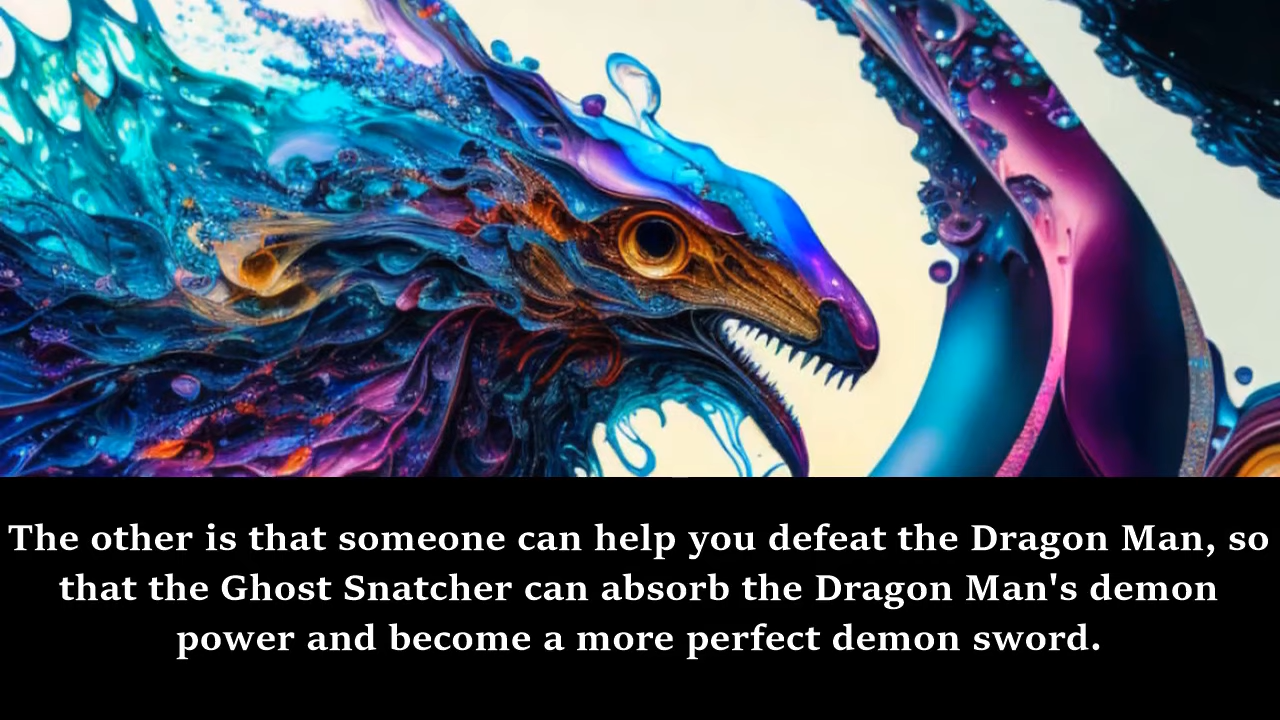 The other is that someone can help you defeat the Dragon Man, so
that the Ghost Snatcher can absorb the Dragon Man's demon
power and become a more perfect demon sword.